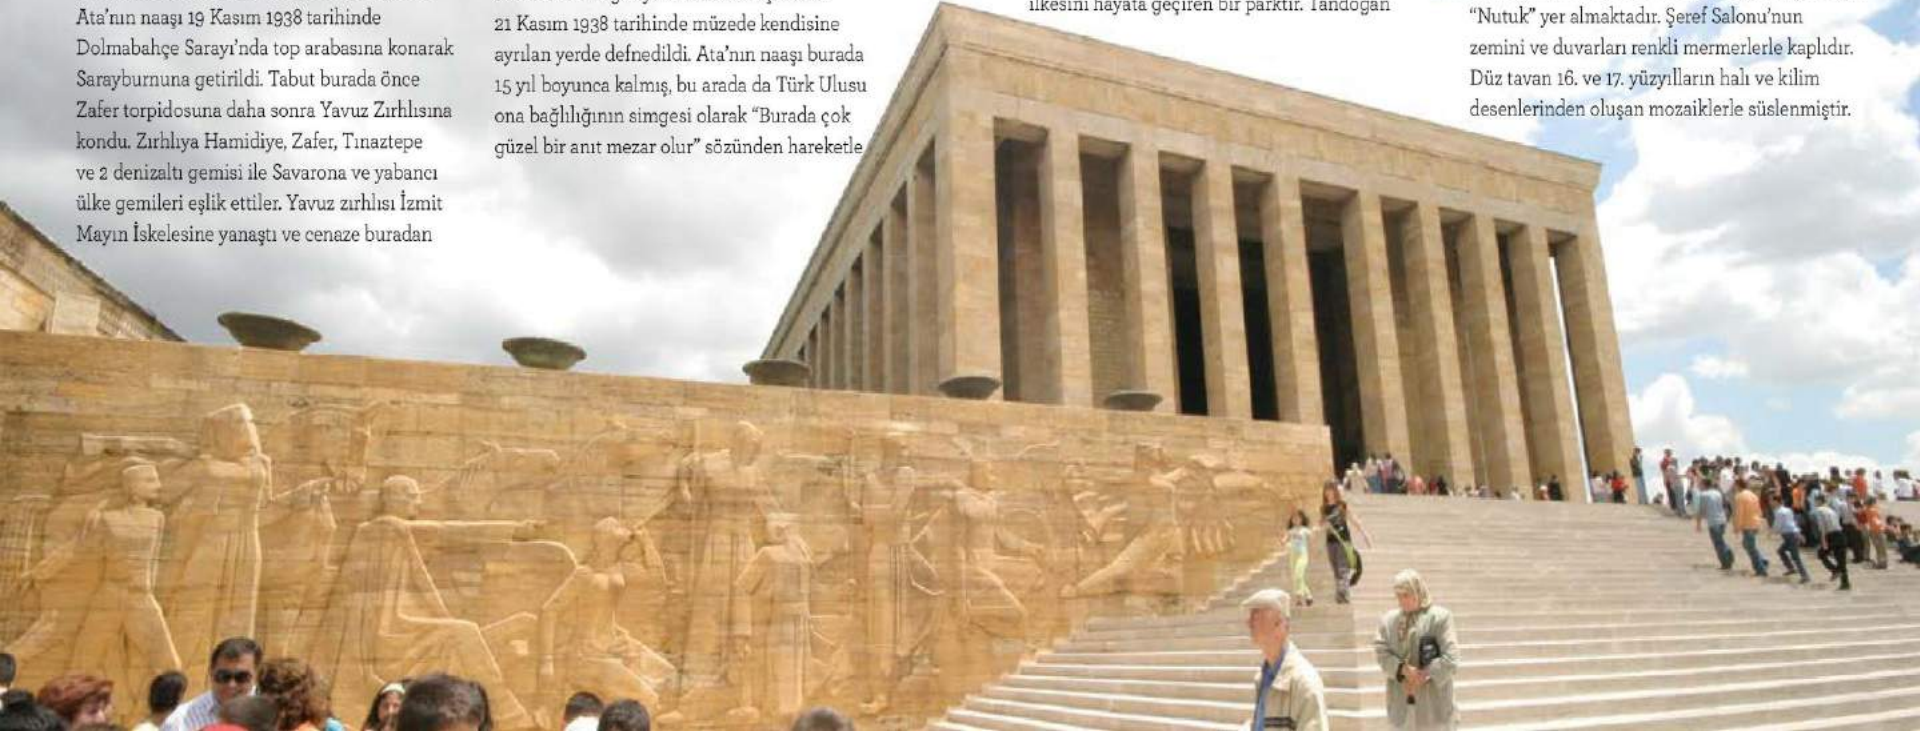 Ata’nın naaşı 19 Kasım 1938 tarihinde
Dolmabahçe Sarayı’nda top arabasına konarak
Sarayburnuna getirildi. Tabut burada önce
Zafer torpidosuna daha sonra Yavuz Zırhlısına
kondu. Zırhlıya Hamidiye, Zafer, Tınaztepe
ve 2 denizaltı gemisi ile Savarona ve yabancı
ülke gemileri eşlik ettiler. Yavuz zırhlısı İzmit
Mayın İskelesine yanaştı ve cenaze buradan
21 Kasım 1938 tarihinde müzede kendisine
ayrılan yerde defnedildi. Ata’nın naaşı burada
15 yıl boyunca kalmış, bu arada da Türk Ulusu
ona bağlılığının simgesi olarak “Burada çok
güzel bir anıt mezar olur” sözünden hareketle
ilkesini hayata geçiren bir parktır. Tandoğan
“Nutuk” yer almaktadır. Şeref Salonu’nun
zemini ve duvarları renkli mermerlerle kaplıdır.
Düz tavan 16. ve 17. yüzyılların halı ve kilim
desenlerinden oluşan mozaiklerle süslenmiştir.